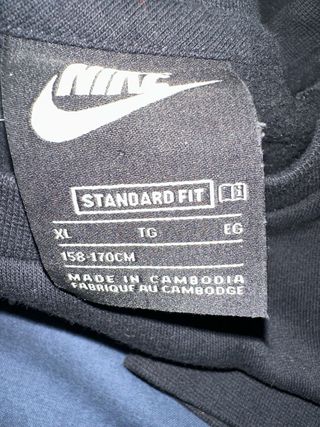 NIKE
STANDARD FIT
XL TG EG
158-170CM
MADE IN CAMBODIA
FABRIQUE AU CAMBODGE